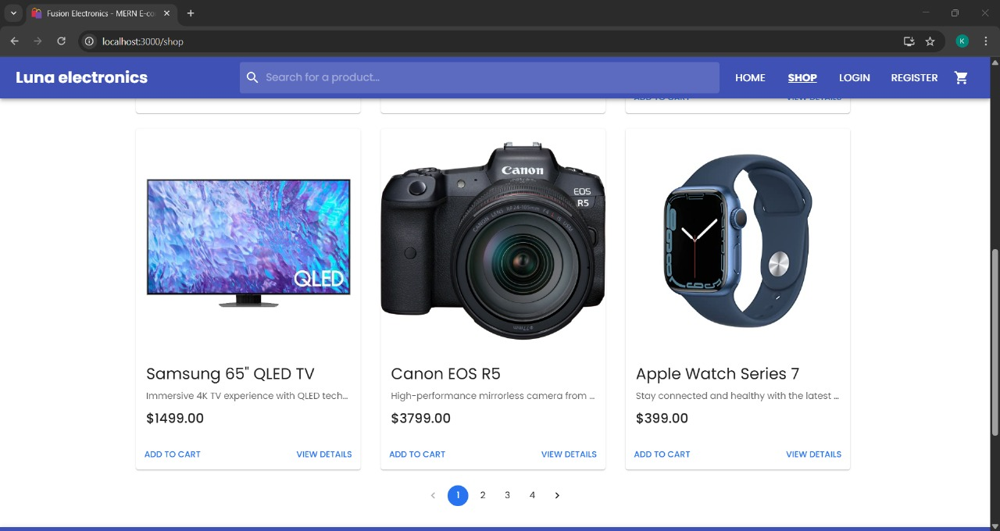 Fusion Electronics - MERN E-co
localhost:3000/shop
K
Luna electronics
Search for a product...
HOME
SHOP
LOGIN
REGISTER
ADD TO CART
VIEW DETAILS
QLED
Canon
EOS
R5
Samsung 65" QLED TV
Immersive 4K TV experience with QLED tech...
$1499.00
ADD TO CART
VIEW DETAILS
Canon EOS R5
High-performance mirrorless camera from ...
$3799.00
ADD TO CART
VIEW DETAILS
Apple Watch Series 7
Stay connected and healthy with the latest ...
$399.00
ADD TO CART
VIEW DETAILS
1 2 3 4